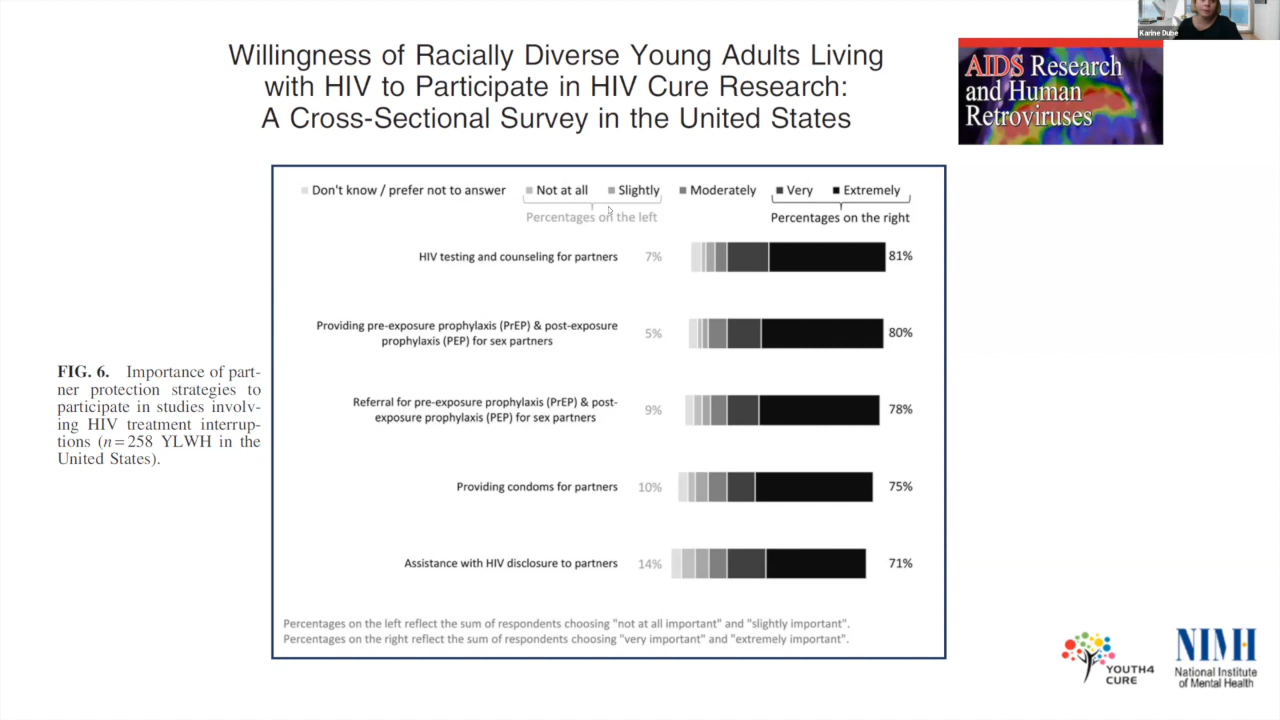 Karine Dube
Willingness of Racially Diverse Young Adults Living
with HIV to Participate in HIV Cure Research:
A Cross-Sectional Survey in the United States
AIDS Research
and Human
Retroviruses
Don't know / prefer not to answer Not at all Slightly Moderately Very Extremely
Percentages on the left Percentages on the right
HIV testing and counseling for partners 7% 81%
Providing pre-exposure prophylaxis (PrEP) & post-exposure
prophylaxis (PEP) for sex partners 5% 80%
Referral for pre-exposure prophylaxis (PrEP) & post-
exposure prophylaxis (PEP) for sex partners 9% 78%
Providing condoms for partners 10% 75%
Assistance with HIV disclosure to partners 14% 71%
Percentages on the left reflect the sum of respondents choosing "not at all important" and "slightly important".
Percentages on the right reflect the sum of respondents choosing "very important" and "extremely important".
FIG. 6. Importance of part-
ner protection strategies to
participate in studies involv-
ing HIV treatment interrup-
tions (n=258 YLWH in the
United States).
YOUTH4
CURE
NIMH
National Institute
of Mental Health